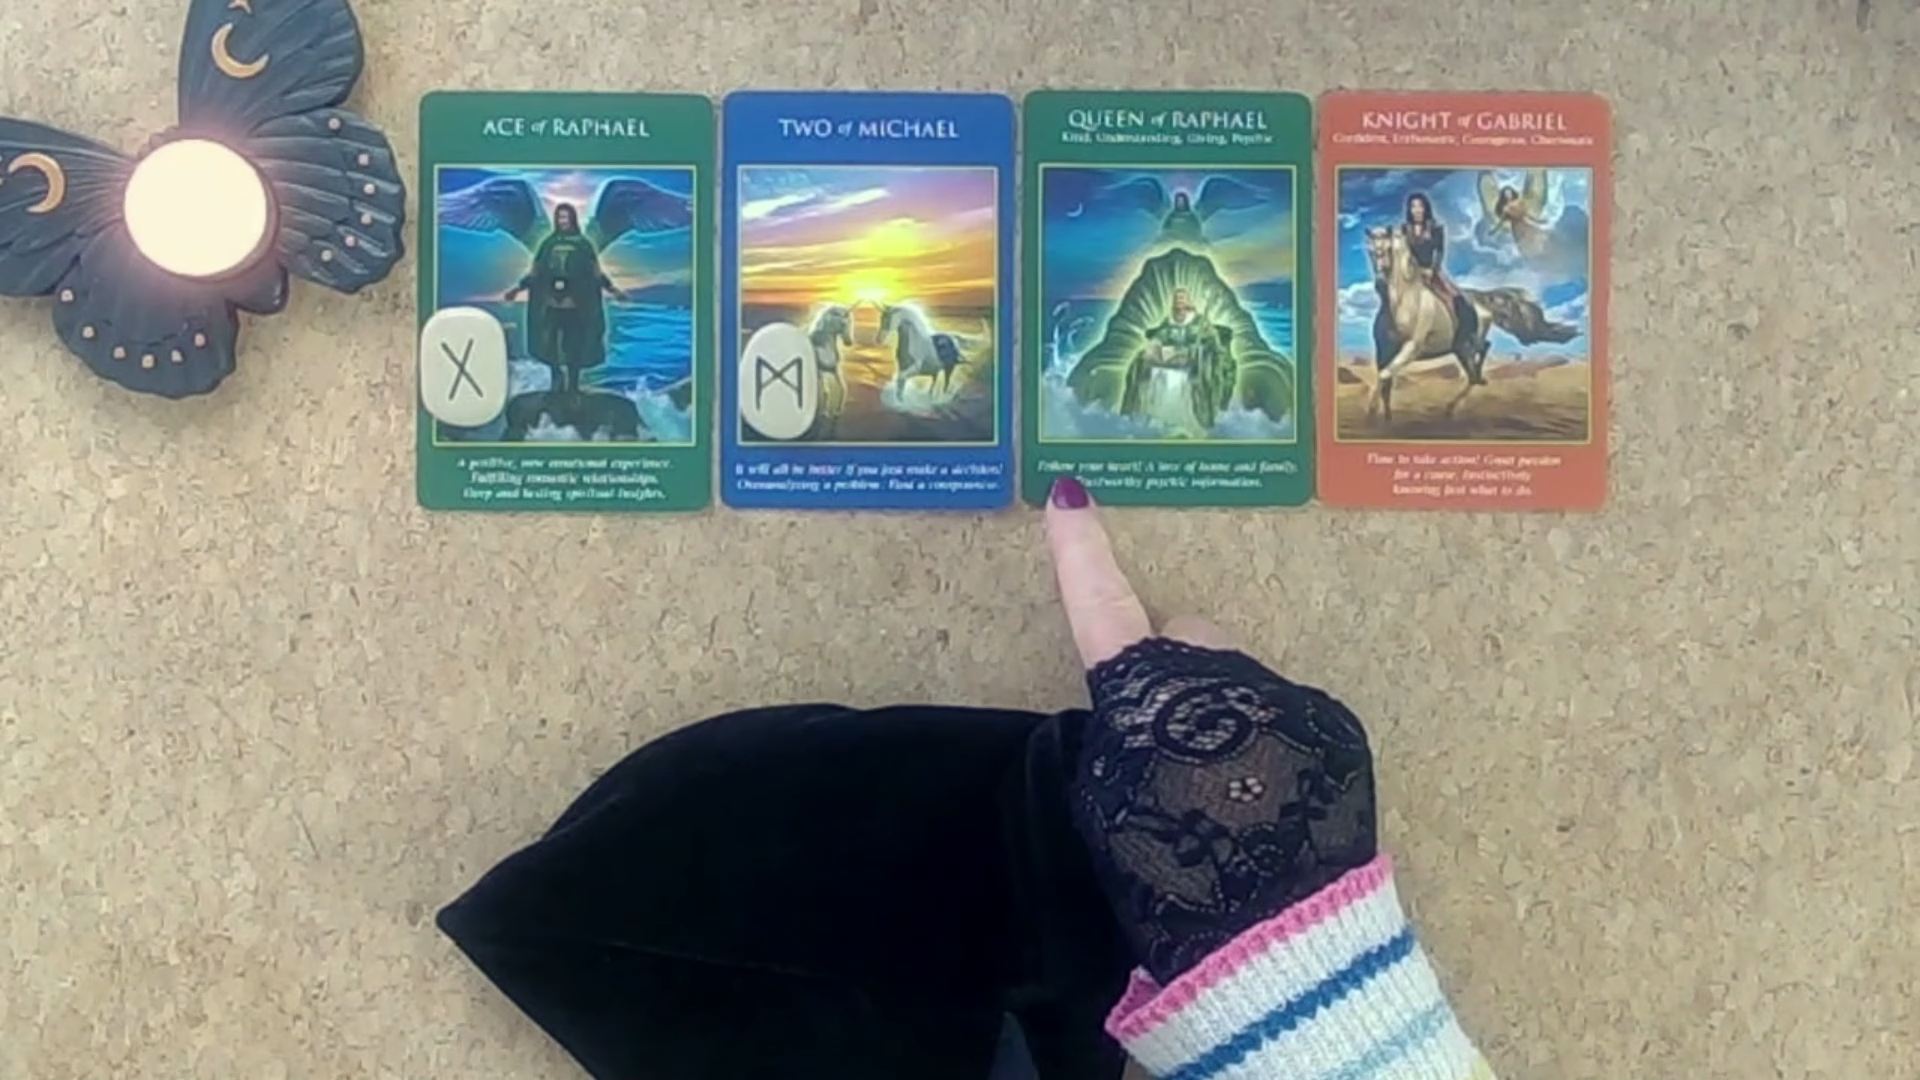 ACE of RAPHAEL
A positive, new emotional experience.
Fulfilling romantic relationships.
Deep and healing spiritual insights.
TWO of MICHAEL
It will all be better if you just make a decision!
Overanalyzing a problem. Find a compromise.
QUEEN of RAPHAEL
Kind, Understanding, Giving, Psychic
Follow your heart! A love of home and family.
Trustworthy psychic information.
KNIGHT of GABRIEL
Confident, Enthusiastic, Courageous, Charismatic
Time to take action! Great passion
for a cause. Instinctively
knowing just what to do.
ᚷ
ᛗ